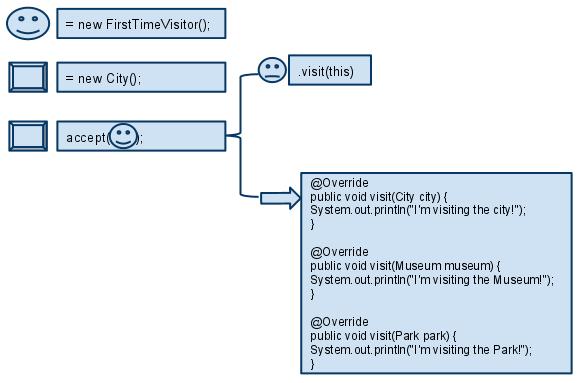 = new FirstTimeVisitor();
= new City();
accept( );
.visit(this)
@Override
public void visit(City city) {
System.out.println("I'm visiting the city!");
}
@Override
public void visit(Museum museum) {
System.out.println("I'm visiting the Museum!");
}
@Override
public void visit(Park park) {
System.out.println("I'm visiting the Park!");
}